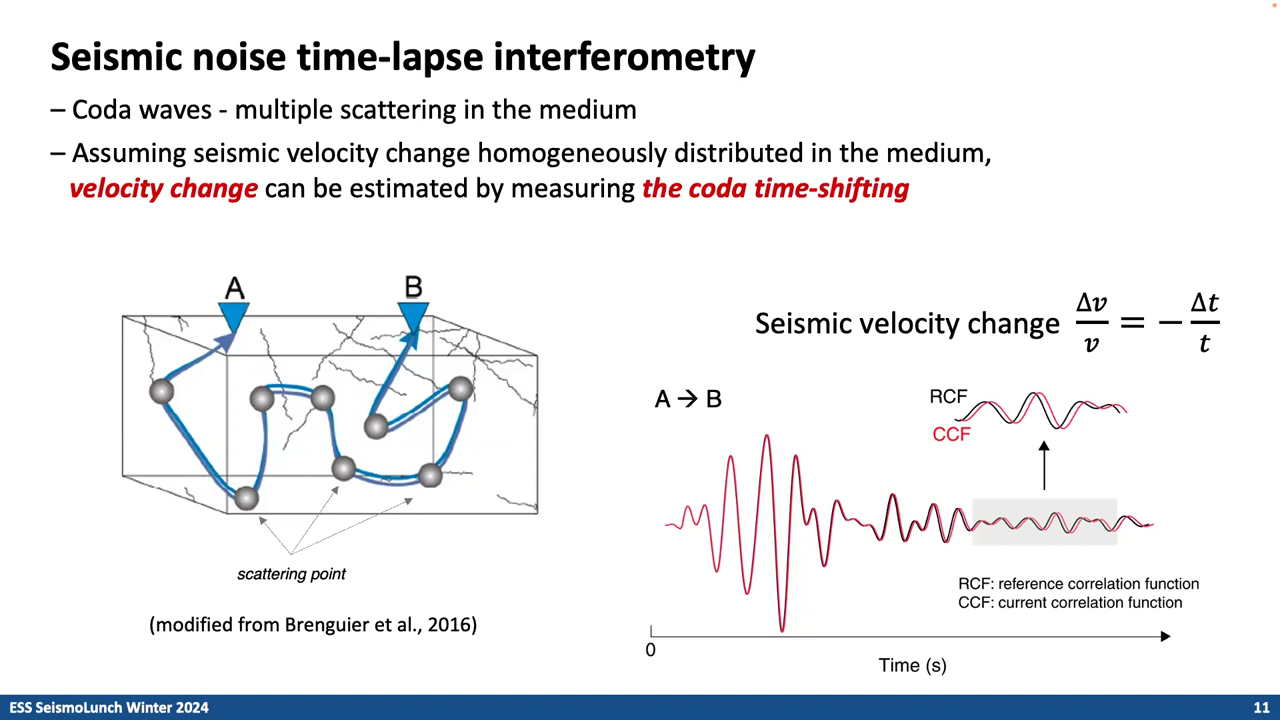 Seismic noise time-lapse interferometry
– Coda waves - multiple scattering in the medium
– Assuming seismic velocity change homogeneously distributed in the medium,
velocity change can be estimated by measuring the coda time-shifting
A
B
scattering point
(modified from Brenguier et al., 2016)
Seismic velocity change Δv/v = − Δt/t
A → B
RCF
CCF
RCF: reference correlation function
CCF: current correlation function
0
Time (s)
ESS SeismoLunch Winter 2024
11